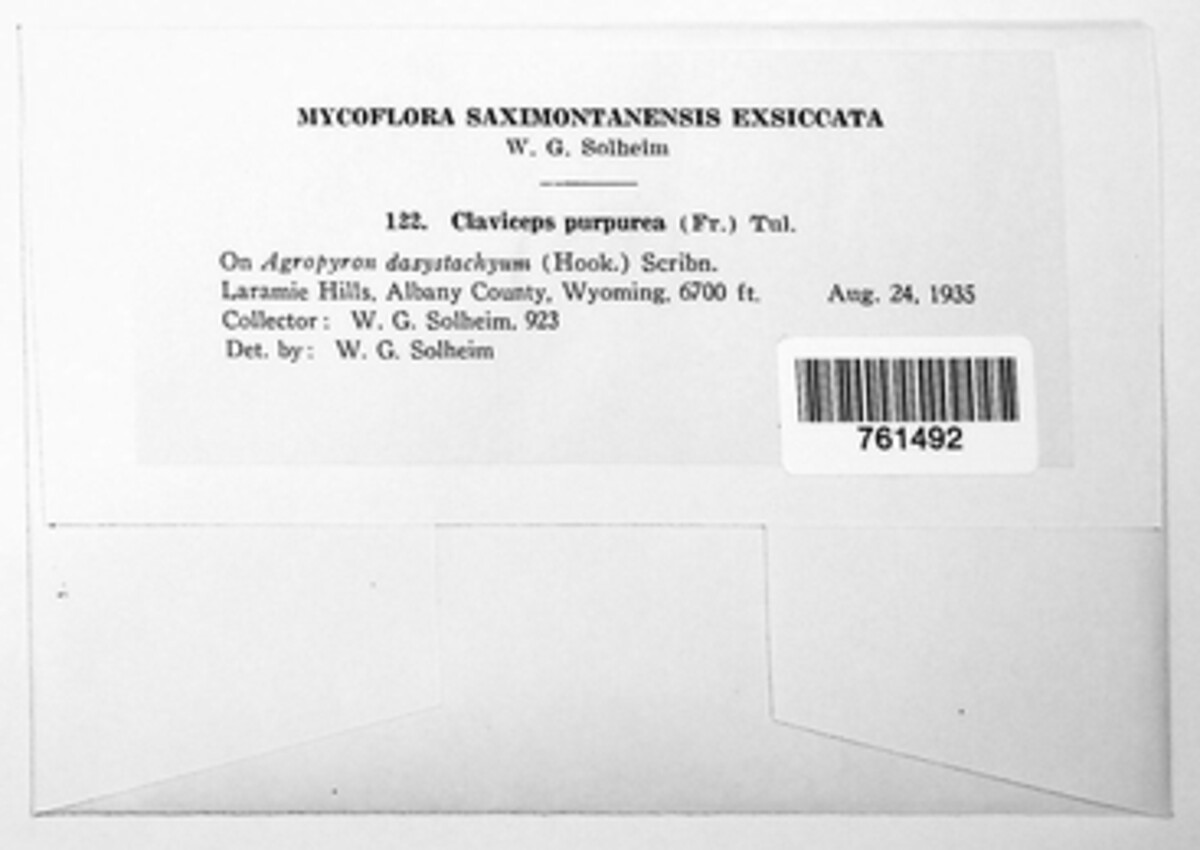 MYCOFLORA SAXIMONTANENSIS EXSICCATA
W. G. Solheim
122. Claviceps purpurea (Fr.) Tul.
On Agropyron dasystachyum (Hook.) Scribn.
Laramie Hills, Albany County, Wyoming, 6700 ft. Aug. 24, 1935
Collector: W. G. Solheim, 923
Det. by: W. G. Solheim
761492